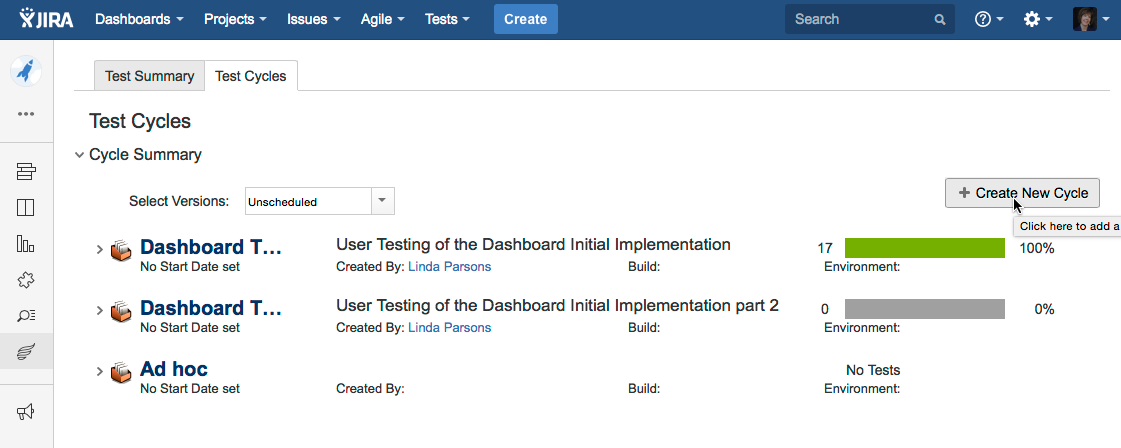 JIRA Dashboards Projects Issues Agile Tests Create Search
Test Summary Test Cycles
Test Cycles
Cycle Summary
Select Versions: Unscheduled
+ Create New Cycle
Click here to add a
Dashboard T... User Testing of the Dashboard Initial Implementation 17 100%
No Start Date set Created By: Linda Parsons Build: Environment:
Dashboard T... User Testing of the Dashboard Initial Implementation part 2 0 0%
No Start Date set Created By: Linda Parsons Build: Environment:
Ad hoc No Tests
No Start Date set Created By: Build: Environment: